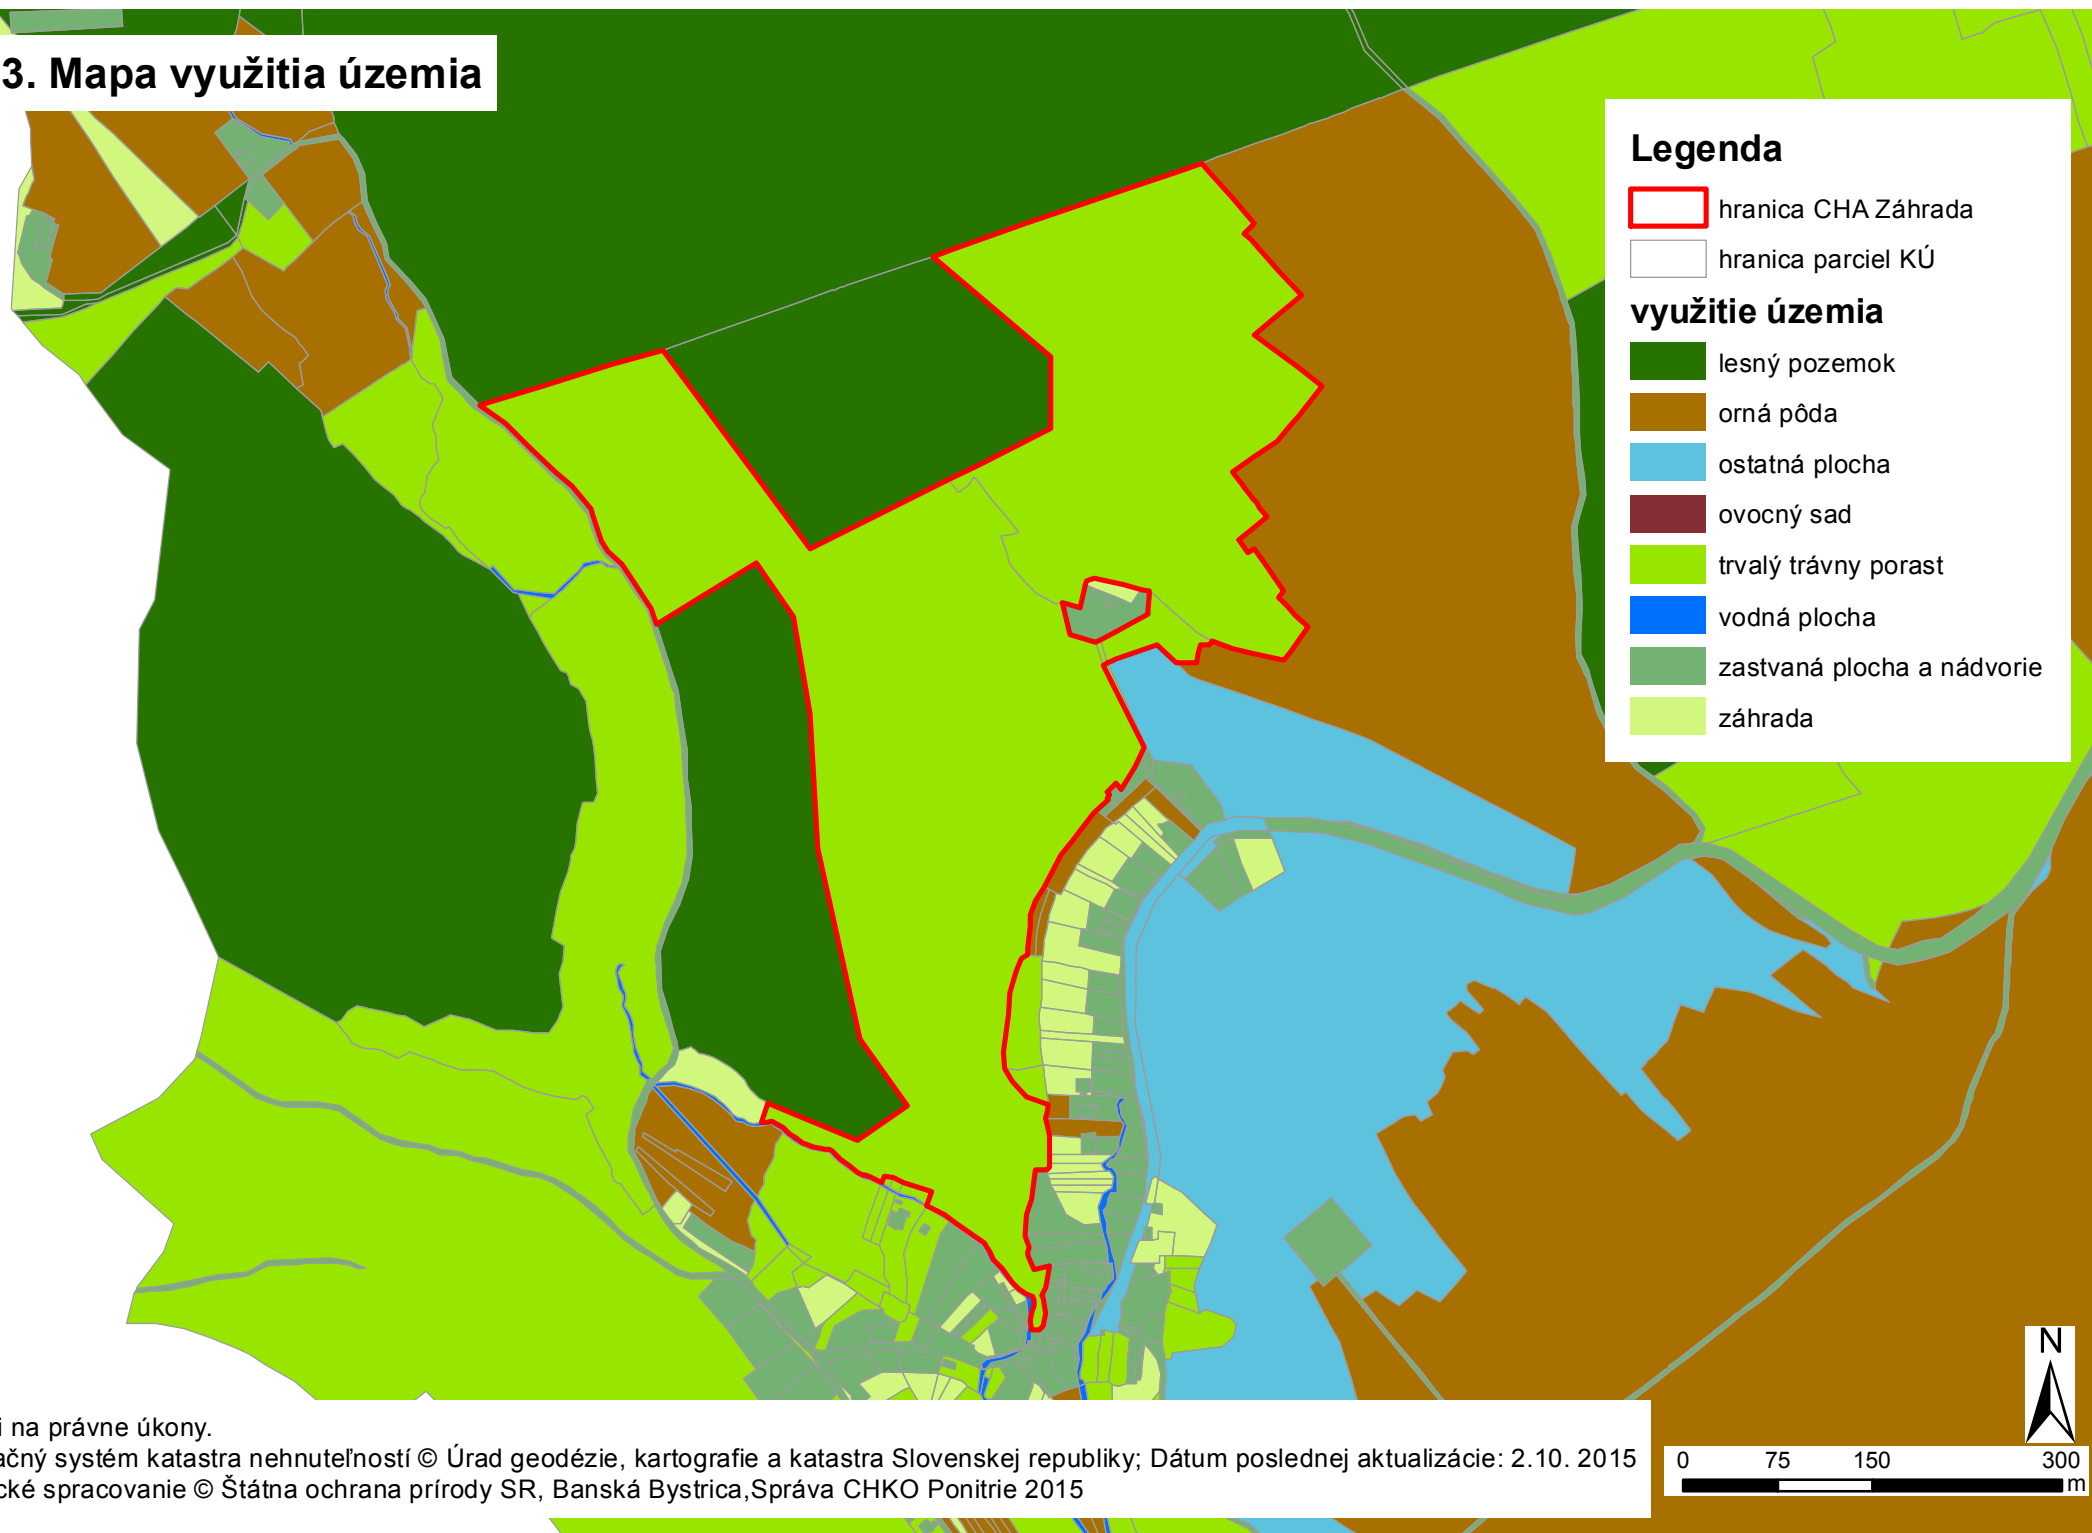 3. Mapa využitia územia
Legenda
hranica CHA Záhrada
hranica parciel KÚ
využitie územia
lesný pozemok
orná pôda
ostatná plocha
ovocný sad
trvalý trávny porast
vodná plocha
zastvaná plocha a nádvorie
záhrada
N
0 75 150 300
m
i na právne úkony.
ačný systém katastra nehnuteľností © Úrad geodézie, kartografie a katastra Slovenskej republiky; Dátum poslednej aktualizácie: 2.10. 2015
cké spracovanie © Štátna ochrana prírody SR, Banská Bystrica,Správa CHKO Ponitrie 2015